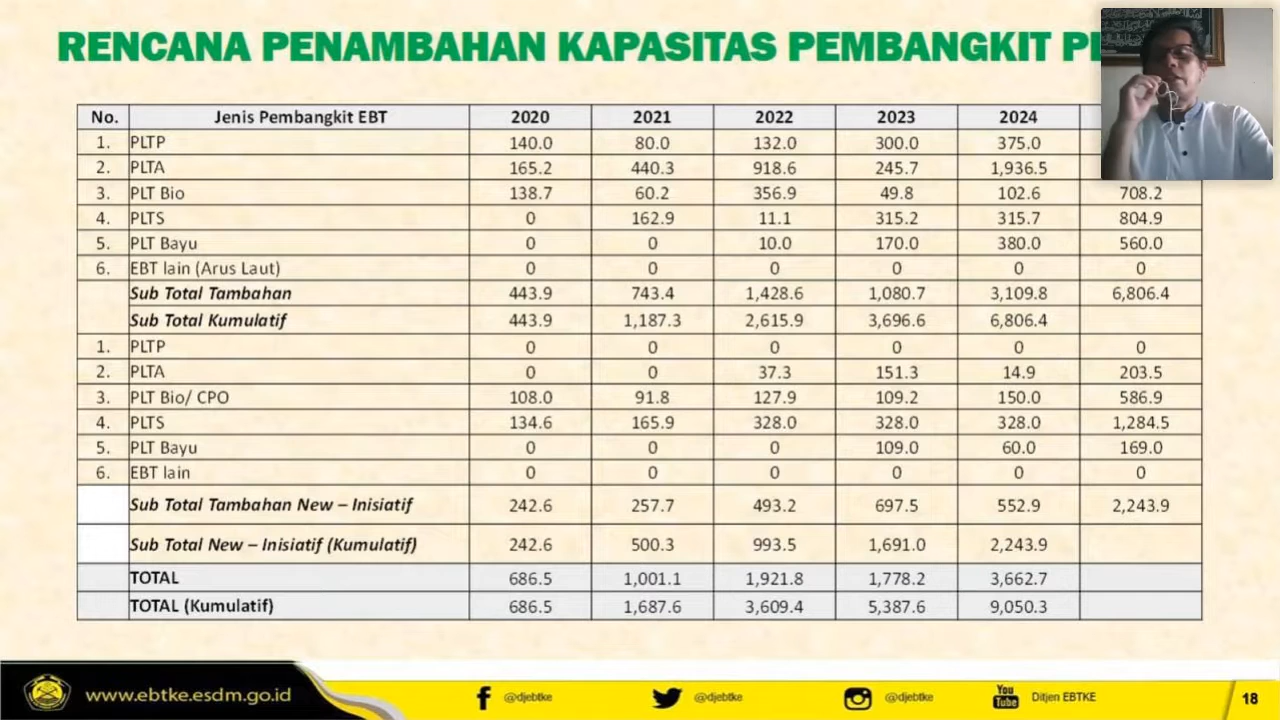 RENCANA PENAMBAHAN KAPASITAS PEMBANGKIT
No. Jenis Pembangkit EBT 2020 2021 2022 2023 2024
1. PLTP 140.0 80.0 132.0 300.0 375.0
2. PLTA 165.2 440.3 918.6 245.7 1,936.5
3. PLT Bio 138.7 60.2 356.9 49.8 102.6 708.2
4. PLTS 0 162.9 11.1 315.2 315.7 804.9
5. PLT Bayu 0 0 10.0 170.0 380.0 560.0
6. EBT lain (Arus Laut) 0 0 0 0 0 0
Sub Total Tambahan 443.9 743.4 1,428.6 1,080.7 3,109.8 6,806.4
Sub Total Kumulatif 443.9 1,187.3 2,615.9 3,696.6 6,806.4
1. PLTP 0 0 0 0 0 0
2. PLTA 0 0 37.3 151.3 14.9 203.5
3. PLT Bio/ CPO 108.0 91.8 127.9 109.2 150.0 586.9
4. PLTS 134.6 165.9 328.0 328.0 328.0 1,284.5
5. PLT Bayu 0 0 0 109.0 60.0 169.0
6. EBT lain 0 0 0 0 0 0
Sub Total Tambahan New – Inisiatif 242.6 257.7 493.2 697.5 552.9 2,243.9
Sub Total New – Inisiatif (Kumulatif) 242.6 500.3 993.5 1,691.0 2,243.9
TOTAL 686.5 1,001.1 1,921.8 1,778.2 3,662.7
TOTAL (Kumulatif) 686.5 1,687.6 3,609.4 5,387.6 9,050.3
www.ebtke.esdm.go.id @djebtke @djebtke @djebtke You Tube Ditjen EBTKE 18